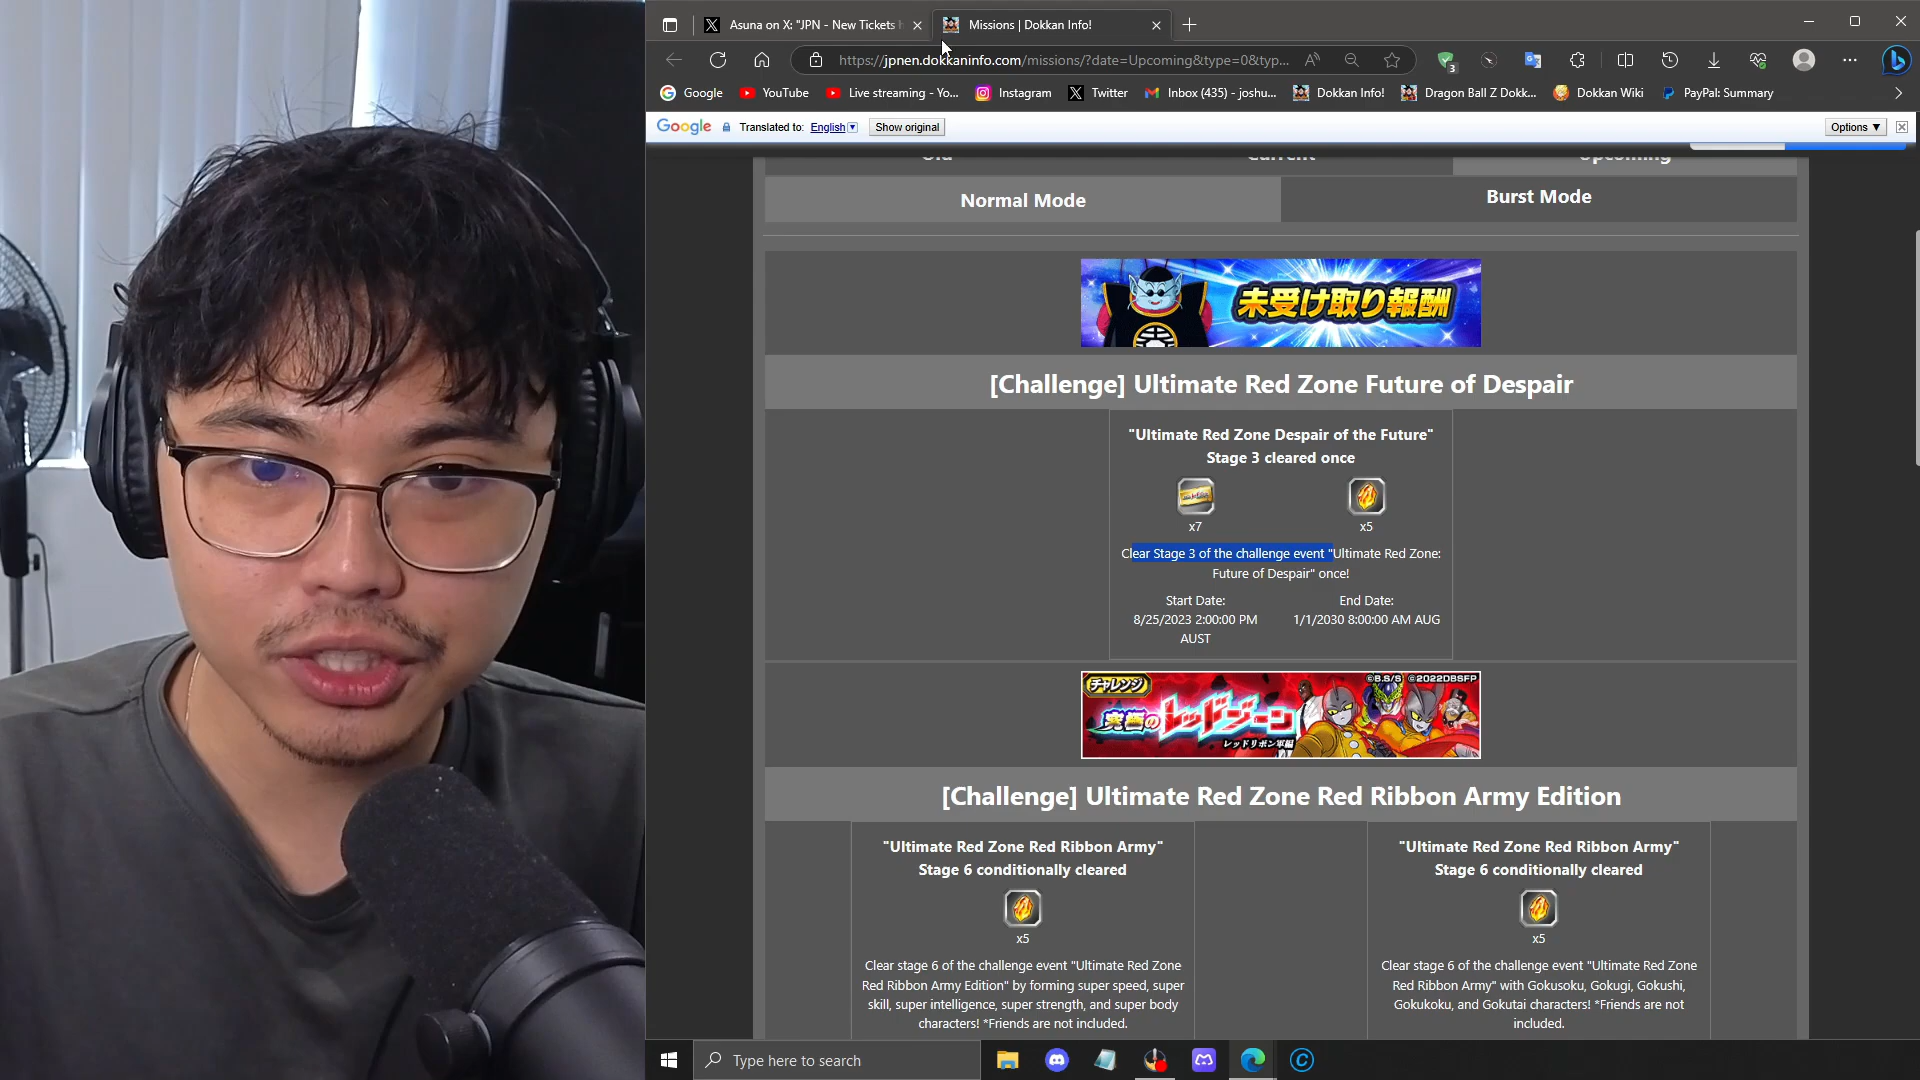 Asuna on X: "JPN - New Tickets h
Missions | Dokkan Info!
https://jpnen.dokkaninfo.com/missions/?date=Upcoming&type=0&typ...
3
Google
YouTube
Live streaming - Yo...
Instagram
Twitter
Inbox (435) - joshu...
Dokkan Info!
Dragon Ball Z Dokk...
Dokkan Wiki
PayPal: Summary
Google
Translated to: English
Show original
Options ▼
Old
Current
Upcoming
Normal Mode
Burst Mode
未受け取り報酬
[Challenge] Ultimate Red Zone Future of Despair
"Ultimate Red Zone Despair of the Future"
Stage 3 cleared once
x7
x5
Clear Stage 3 of the challenge event "Ultimate Red Zone:
Future of Despair" once!
Start Date:
8/25/2023 2:00:00 PM
AUST
End Date:
1/1/2030 8:00:00 AM AUG
チャレンジ
©B.S/S ©2022DBSFP
究極の
レッドゾーン
レッドリボン軍編
[Challenge] Ultimate Red Zone Red Ribbon Army Edition
"Ultimate Red Zone Red Ribbon Army"
Stage 6 conditionally cleared
x5
Clear stage 6 of the challenge event "Ultimate Red Zone
Red Ribbon Army Edition" by forming super speed, super
skill, super intelligence, super strength, and super body
characters! *Friends are not included.
"Ultimate Red Zone Red Ribbon Army"
Stage 6 conditionally cleared
x5
Clear stage 6 of the challenge event "Ultimate Red Zone
Red Ribbon Army" with Gokusoku, Gokugi, Gokushi,
Gokukoku, and Gokutai characters! *Friends are not
included.
Type here to search